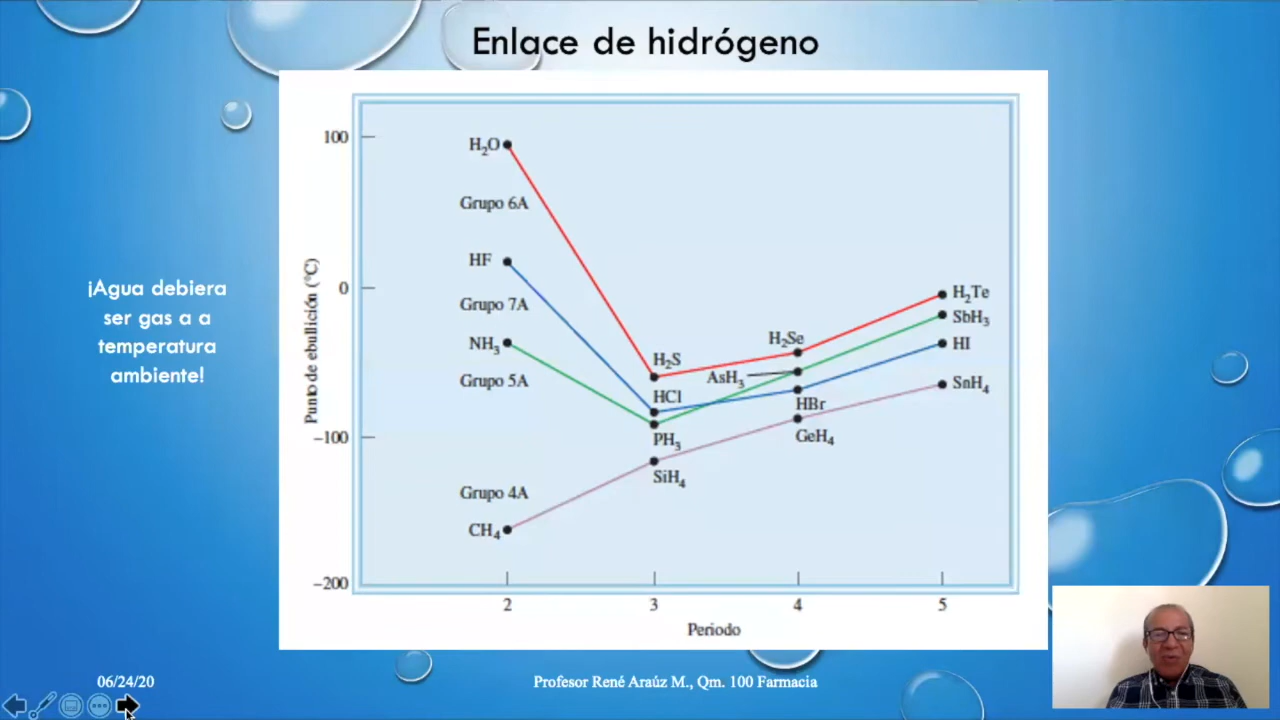 Enlace de hidrógeno
¡Agua debiera
ser gas a a
temperatura
ambiente!
Punto de ebullición (°C)
100
0
−100
−200
H₂O
Grupo 6A
HF
Grupo 7A
NH₃
Grupo 5A
Grupo 4A
CH₄
H₂S
HCl
PH₃
SiH₄
H₂Se
AsH₃
HBr
GeH₄
H₂Te
SbH₃
HI
SnH₄
2 3 4 5
Periodo
06/24/20
Profesor René Araúz M., Qm. 100 Farmacia